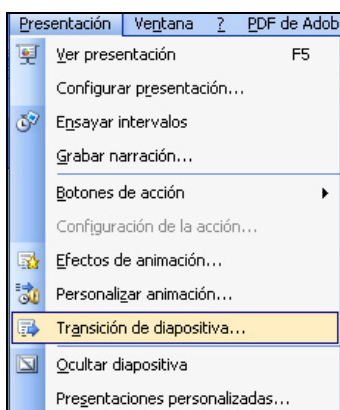 Presentación Ventana ? PDF de Adob
Ver presentación F5
Configurar presentación...
Ensayar intervalos
Grabar narración...
Botones de acción
Configuración de la acción...
Efectos de animación...
Personalizar animación...
Transición de diapositiva...
Ocultar diapositiva
Presentaciones personalizadas...